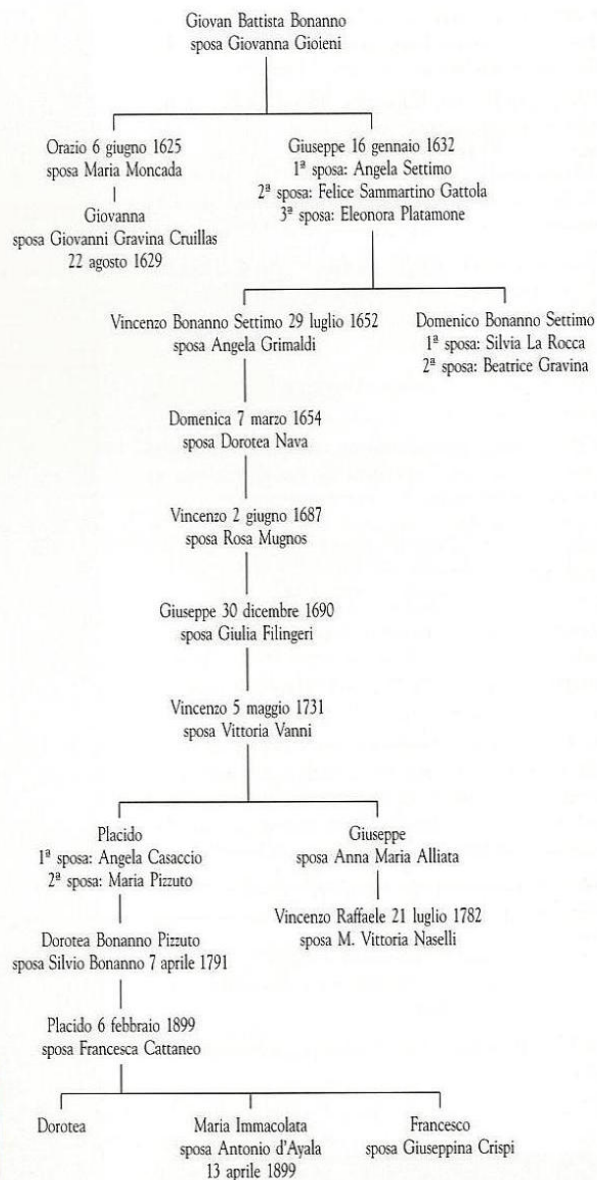 Giovan Battista Bonanno
sposa Giovanna Gioieni
Orazio 6 giugno 1625
sposa Maria Moncada
Giovanna
sposa Giovanni Gravina Cruillas
22 agosto 1629
Giuseppe 16 gennaio 1632
1ª sposa: Angela Settimo
2ª sposa: Felice Sammartino Gattola
3ª sposa: Eleonora Platamone
Vincenzo Bonanno Settimo 29 luglio 1652
sposa Angela Grimaldi
Domenico Bonanno Settimo
1ª sposa: Silvia La Rocca
2ª sposa: Beatrice Gravina
Domenica 7 marzo 1654
sposa Dorotea Nava
Vincenzo 2 giugno 1687
sposa Rosa Mugnos
Giuseppe 30 dicembre 1690
sposa Giulia Filingeri
Vincenzo 5 maggio 1731
sposa Vittoria Vanni
Placido
1ª sposa: Angela Casaccio
2ª sposa: Maria Pizzuto
Giuseppe
sposa Anna Maria Alliata
Vincenzo Raffaele 21 luglio 1782
sposa M. Vittoria Naselli
Dorotea Bonanno Pizzuto
sposa Silvio Bonanno 7 aprile 1791
Placido 6 febbraio 1899
sposa Francesca Cattaneo
Dorotea
Maria Immacolata
sposa Antonio d'Ayala
13 aprile 1899
Francesco
sposa Giuseppina Crispi